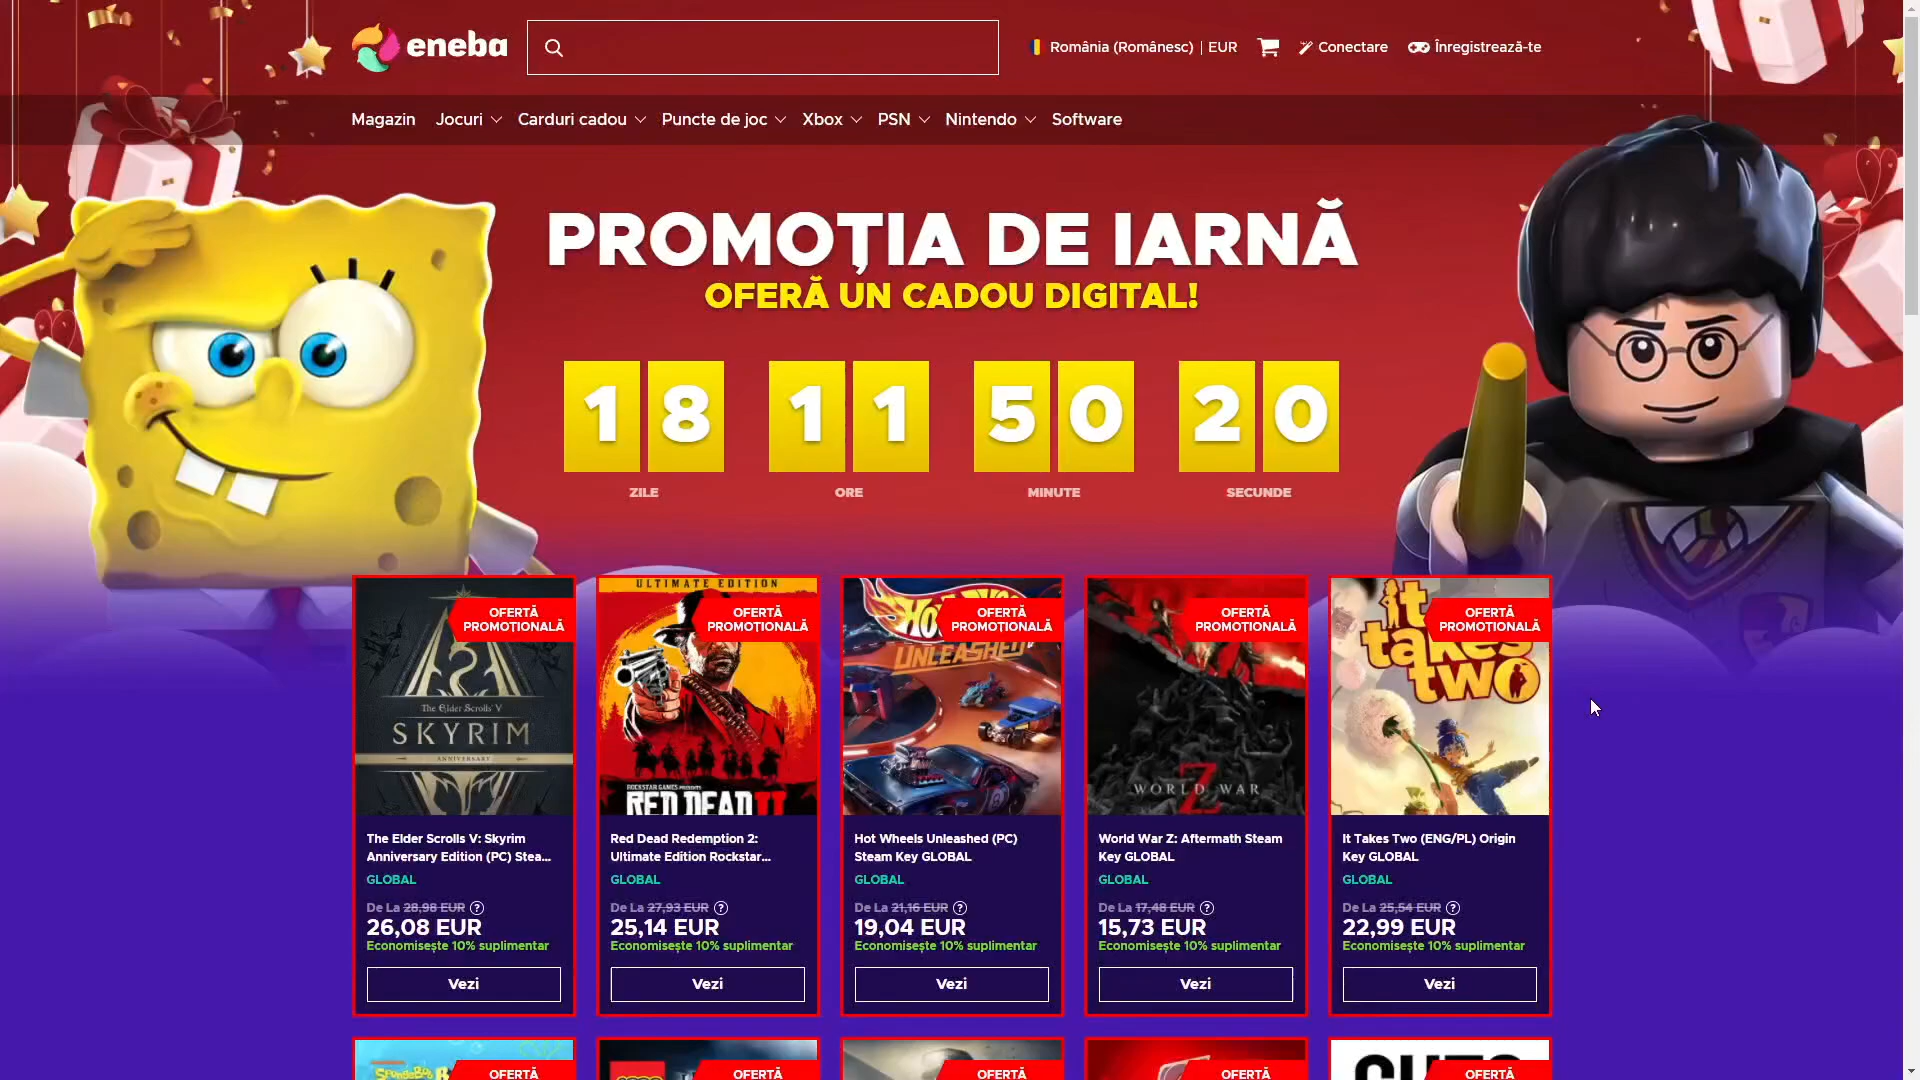 eneba
România (Românesc) | EUR
Conectare
Înregistrează-te
Magazin
Jocuri
Carduri cadou
Puncte de joc
Xbox
PSN
Nintendo
Software
PROMOȚIA DE IARNĂ
OFERĂ UN CADOU DIGITAL!
18
11
50
20
ZILE
ORE
MINUTE
SECUNDE
OFERTĂ
PROMOȚIONALĂ
The Elder Scrolls V
SKYRIM
ANNIVERSARY
The Elder Scrolls V: Skyrim
Anniversary Edition (PC) Stea...
GLOBAL
De La 28,98 EUR ?
26,08 EUR
Economisește 10% suplimentar
Vezi
ULTIMATE EDITION
OFERTĂ
PROMOȚIONALĂ
ROCKSTAR GAMES PRESENTS
RED DEAD II
Red Dead Redemption 2:
Ultimate Edition Rockstar...
GLOBAL
De La 27,93 EUR ?
25,14 EUR
Economisește 10% suplimentar
Vezi
OFERTĂ
PROMOȚIONALĂ
UNLEASHED
Hot Wheels Unleashed (PC)
Steam Key GLOBAL
GLOBAL
De La 21,16 EUR ?
19,04 EUR
Economisește 10% suplimentar
Vezi
OFERTĂ
PROMOȚIONALĂ
WORLD WAR
Z
World War Z: Aftermath Steam
Key GLOBAL
GLOBAL
De La 17,48 EUR ?
15,73 EUR
Economisește 10% suplimentar
Vezi
OFERTĂ
PROMOȚIONALĂ
it
takes
two
It Takes Two (ENG/PL) Origin
Key GLOBAL
GLOBAL
De La 25,54 EUR ?
22,99 EUR
Economisește 10% suplimentar
Vezi
OFERTĂ
OFERTĂ
OFERTĂ
OFERTĂ
OFERTĂ